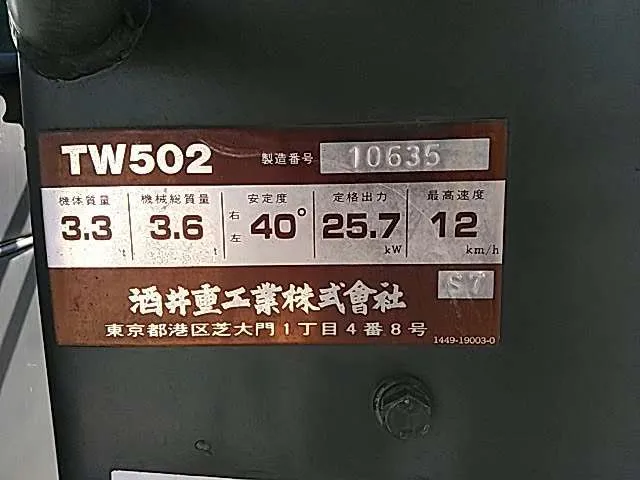 TW502 製造番号 10635
機体質量 機械総質量 安定度 定格出力 最高速度
3.3 3.6 右左 40° 25.7 kW 12 km/h
S7
酒井重工業株式會社
東京都港区芝大門1丁目4番8号
1449-19003-0